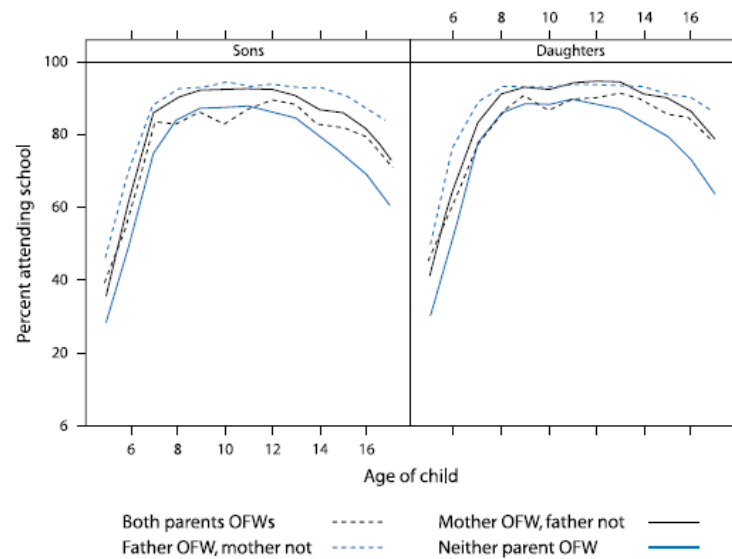 6 8 10 12 14 16
Sons Daughters
100
80
60
40
20
6
Percent attending school
6 8 10 12 14 16
Age of child
Both parents OFWs Mother OFW, father not
Father OFW, mother not Neither parent OFW